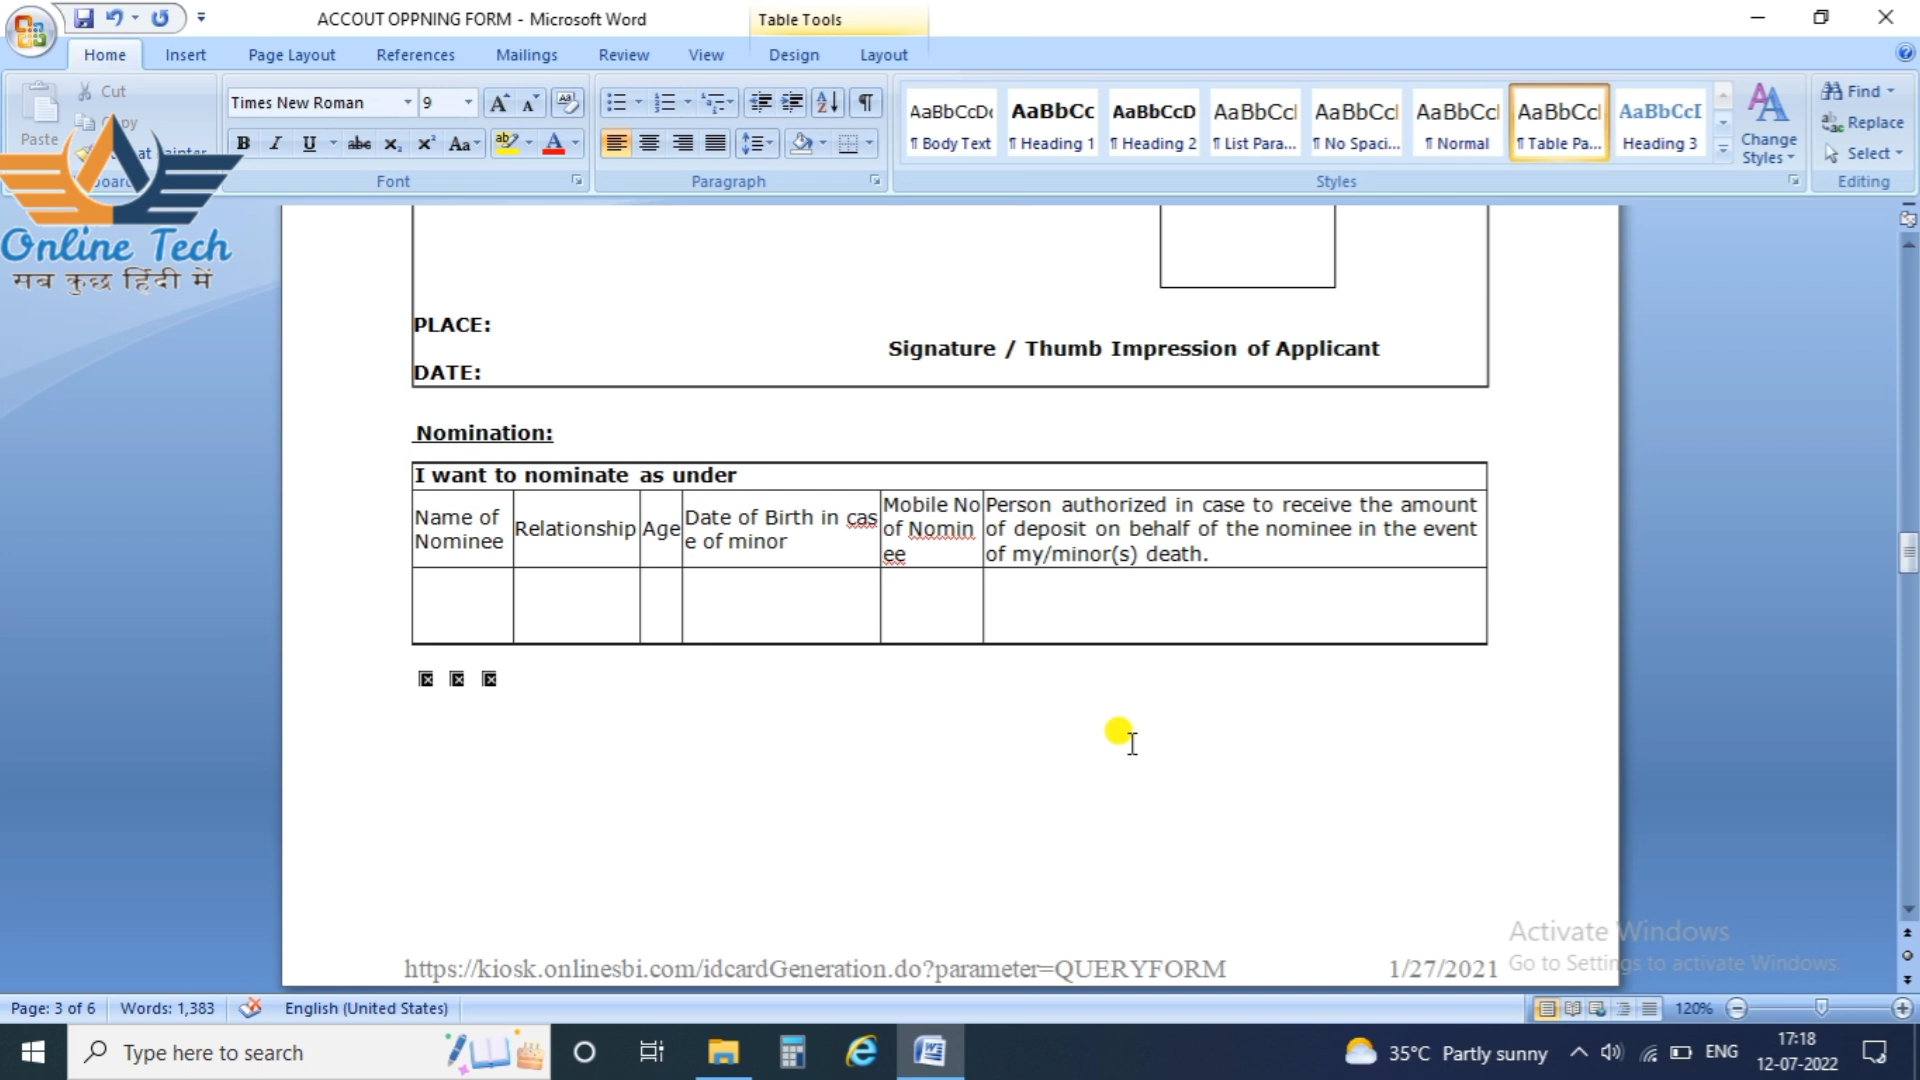 ACCOUT OPPNING FORM - Microsoft Word
Table Tools
Home
Insert
Page Layout
References
Mailings
Review
View
Design
Layout
Paste
Cut
Copy
Times New Roman
9
Font
Paragraph
AaBbCcDc
¶ Body Text
AaBbCc
¶ Heading 1
AaBbCcD
¶ Heading 2
AaBbCcI
¶ List Para...
AaBbCcI
¶ No Spaci...
AaBbCcI
¶ Normal
AaBbCcI
¶ Table Pa...
AaBbCcI
Heading 3
Change
Styles
Styles
Find
Replace
Select
Editing
Online Tech
सब कुछ हिंदी में
PLACE:
Signature / Thumb Impression of Applicant
DATE:
Nomination:
I want to nominate as under
Name of
Nominee
Relationship
Age
Date of Birth in cas
e of minor
Mobile No
of Nomin
ee
Person authorized in case to receive the amount
of deposit on behalf of the nominee in the event
of my/minor(s) death.
https://kiosk.onlinesbi.com/idcardGeneration.do?parameter=QUERYFORM
1/27/2021
Activate Windows
Go to Settings to activate Windows.
Page: 3 of 6
Words: 1,383
English (United States)
120%
Type here to search
35°C Partly sunny
ENG
17:18
12-07-2022